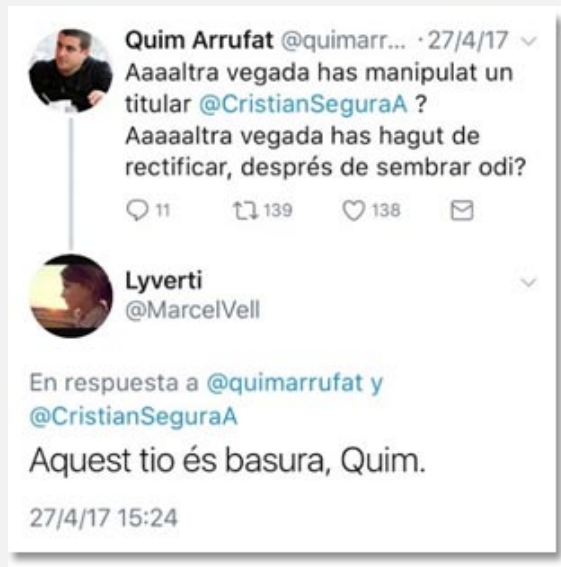 Quim Arrufat @quimarr... · 27/4/17
Aaaaltra vegada has manipulat un
titular @CristianSeguraA ?
Aaaaaltra vegada has hagut de
rectificar, després de sembrar odi?
11 139 138
Lyverti
@MarcelVell
En respuesta a @quimarrufat y
@CristianSeguraA
Aquest tio és basura, Quim.
27/4/17 15:24